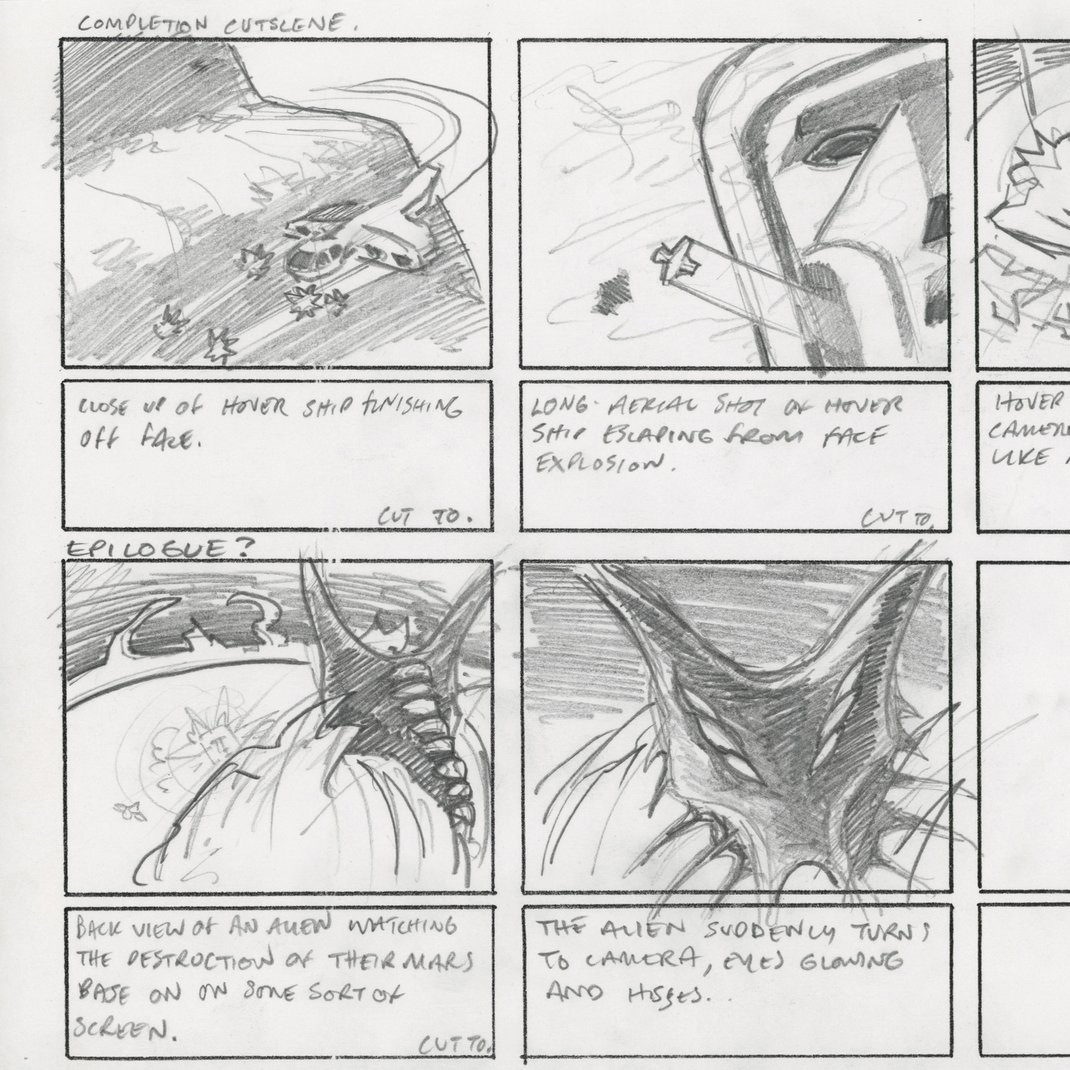 COMPLETION CUTSCENE.
CLOSE UP OF HOVER SHIP FINISHING
OFF FACE.
CUT TO.
LONG. AERIAL SHOT OF HOVER
SHIP ESCAPING FROM FACE
EXPLOSION.
CUT TO.
HOVER
CAMERA
LIKE
EPILOGUE?
BACK VIEW OF AN ALIEN WATCHING
THE DESTRUCTION OF THEIR MARS
BASE ON ON SOME SORT OF
SCREEN.
CUT TO.
THE ALIEN SUDDENLY TURNS
TO CAMERA, EYES GLOWING
AND HISSES..